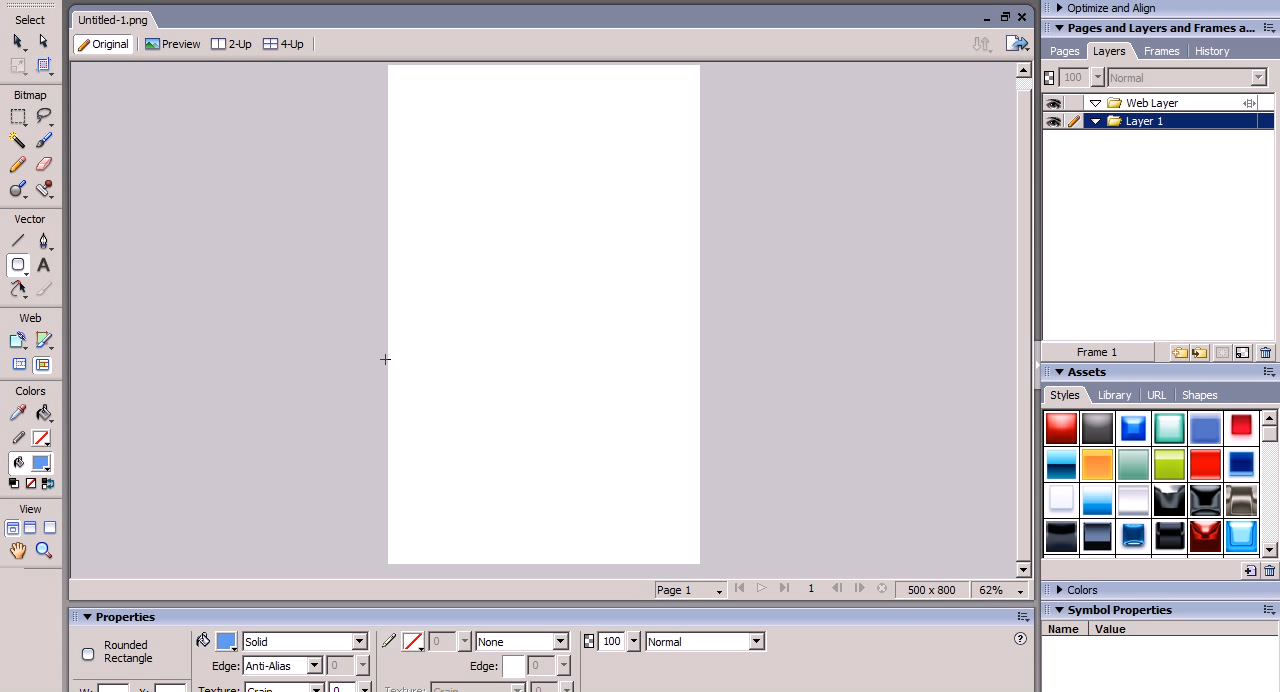 Select
Bitmap
Vector
Web
Colors
View
Untitled-1.png
Original
Preview
2-Up
4-Up
Page 1
1
500 x 800
62%
Properties
Rounded
Rectangle
Solid
Edge: Anti-Alias 0
Texture: Grain 0
0 None
Edge: 0
Texture: Grain 0
100 Normal
W: X:
?
Optimize and Align
Pages and Layers and Frames a...
Pages Layers Frames History
100 Normal
Web Layer
Layer 1
Frame 1
Assets
Styles Library URL Shapes
Colors
Symbol Properties
Name Value